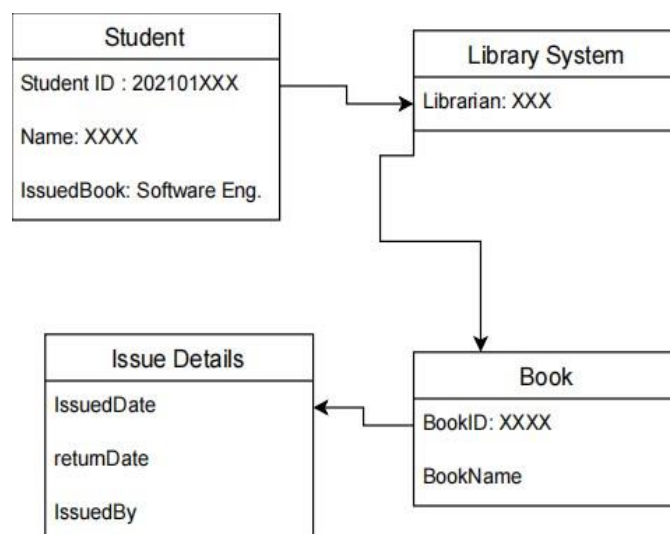 Student
Student ID : 202101XXX
Name: XXXX
IssuedBook: Software Eng.
Library System
Librarian: XXX
Issue Details
IssuedDate
returnDate
IssuedBy
Book
BookID: XXXX
BookName